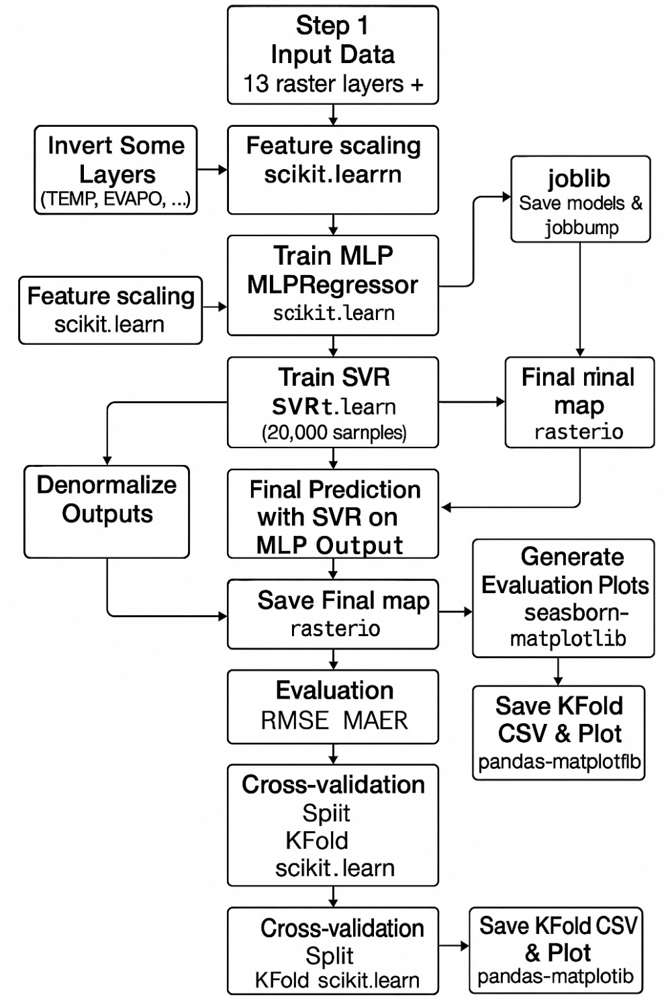 Step 1
Input Data
13 raster layers +
Invert Some
Layers
(TEMP, EVAPO, ...)
Feature scaling
scikit.learrn
joblib
Save models &
jobbump
Train MLP
MLPRegressor
scikit.learn
Feature scaling
scikit.learn
Train SVR
SVRt.learn
(20,000 sarnples)
Final rinal
map
rasterio
Denormalize
Outputs
Final Prediction
with SVR on
MLP Output
Generate
Evaluation Plots
seasborn-
matplotlib
Save Final map
rasterio
Evaluation
RMSE MAER
Save KFold
CSV & Plot
pandas-matplotflb
Cross-validation
Spiit
KFold
scikit.learn
Cross-validation
Split
KFold scikit.learn
Save KFold CSV
& Plot
pandas-matplotib